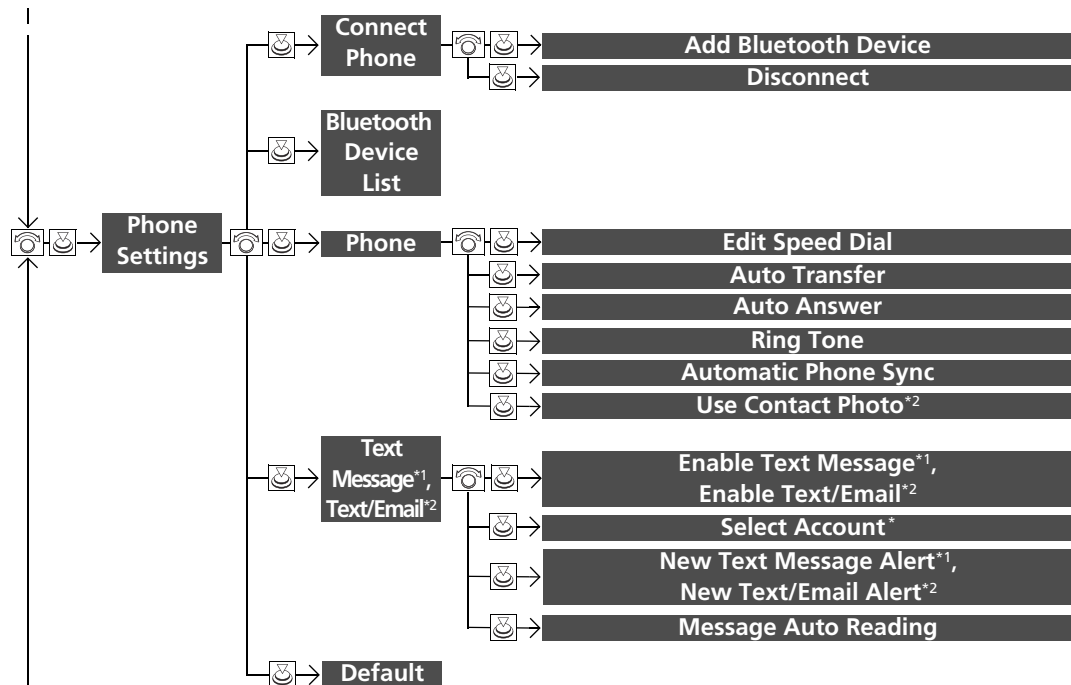 Connect
Phone
Add Bluetooth Device
Disconnect
Bluetooth
Device
List
Phone
Settings
Phone
Edit Speed Dial
Auto Transfer
Auto Answer
Ring Tone
Automatic Phone Sync
Use Contact Photo*2
Text
Message*1,
Text/Email*2
Enable Text Message*1,
Enable Text/Email*2
Select Account*
New Text Message Alert*1,
New Text/Email Alert*2
Message Auto Reading
Default